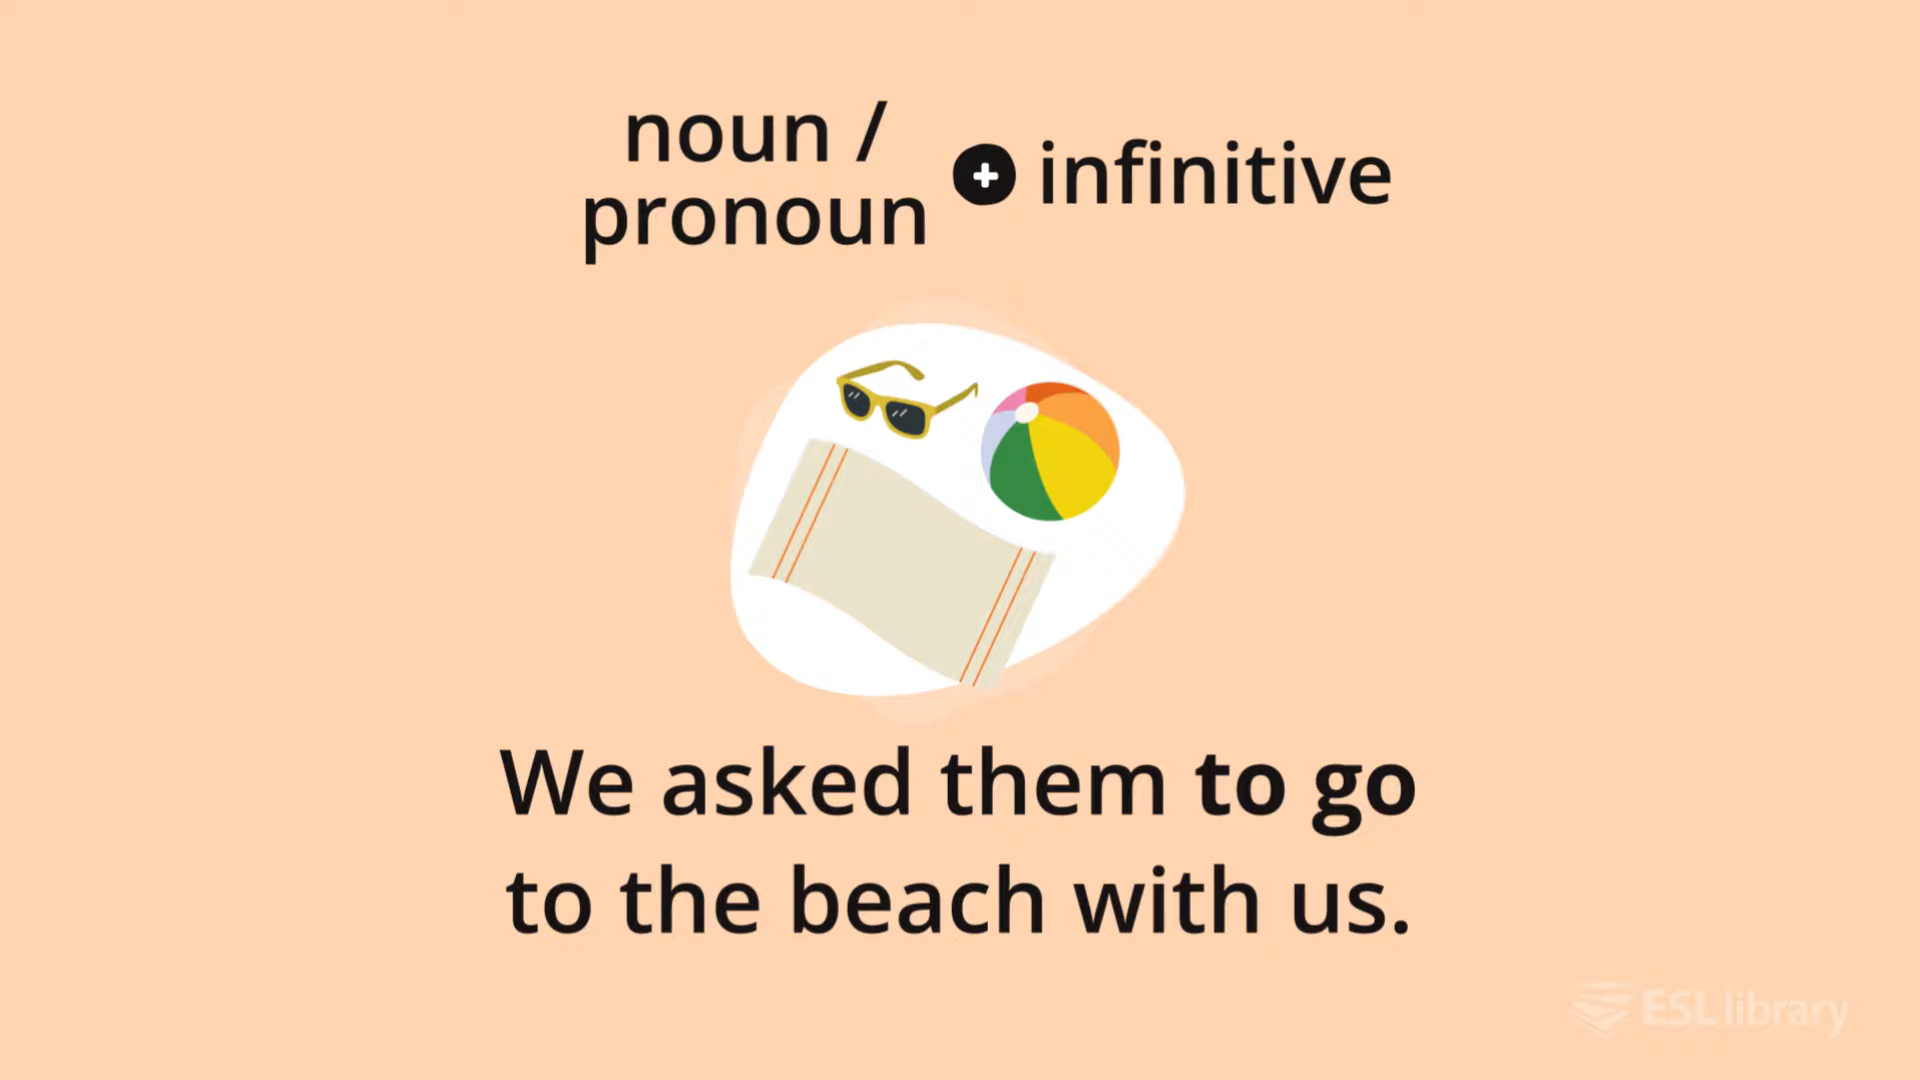 noun /
pronoun + infinitive
We asked them to go
to the beach with us.
ESL library